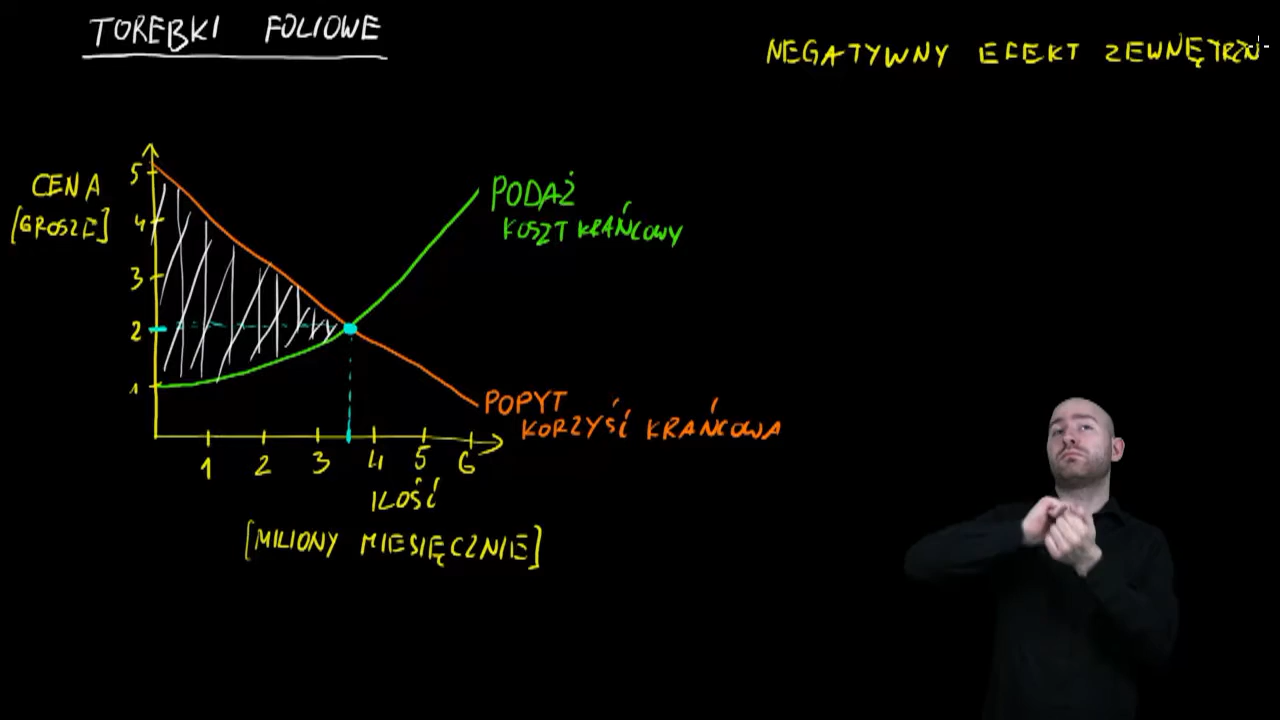 TOREBKI FOLIOWE
NEGATYWNY EFEKT ZEWNĘTRZN
CENA
[GROSZE]
5
4
3
2
1
PODAŻ
KOSZT KRAŃCOWY
POPYT
KORZYŚĆ KRAŃCOWA
1 2 3 4 5 6
ILOŚĆ
[MILIONY MIESIĘCZNIE]